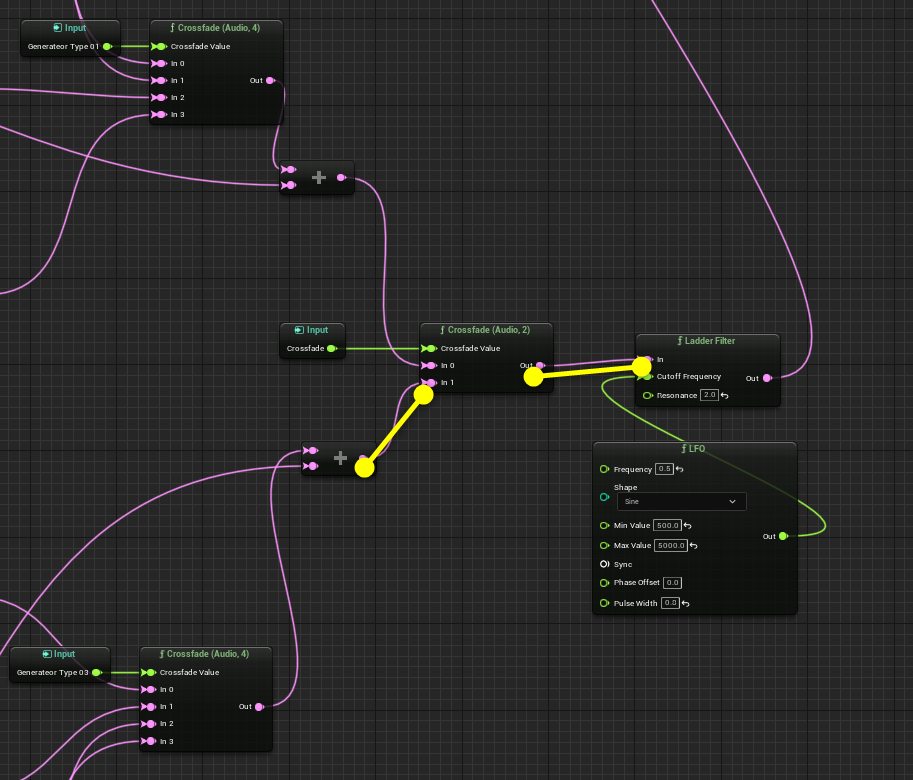 Input
Generateor Type 01
ƒ Crossfade (Audio, 4)
Crossfade Value
In 0
In 1
In 2
In 3
Out
+
Input
Crossfade
ƒ Crossfade (Audio, 2)
Crossfade Value
In 0
In 1
Out
ƒ Ladder Filter
In
Cutoff Frequency
Resonance 2.0
Out
+
ƒ LFO
Frequency 0.5
Shape
Sine
Min Value 500.0
Max Value 5000.0
Sync
Phase Offset 0.0
Pulse Width 0.0
Out
Input
Generateor Type 03
ƒ Crossfade (Audio, 4)
Crossfade Value
In 0
In 1
In 2
In 3
Out